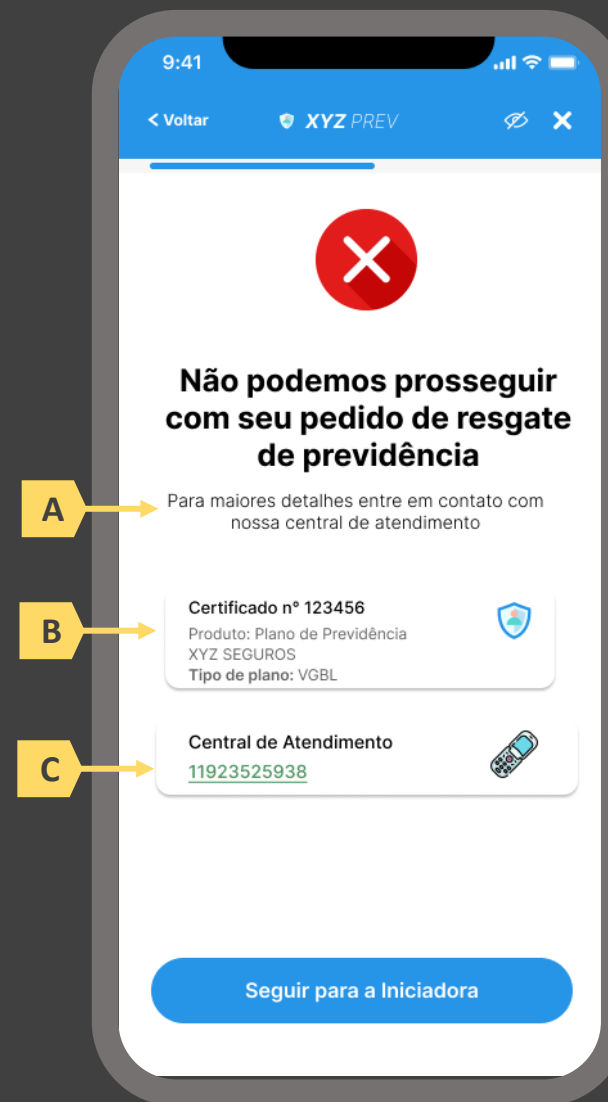 9:41
< Voltar XYZ PREV
Não podemos prosseguir
com seu pedido de resgate
de previdência
A
Para maiores detalhes entre em contato com
nossa central de atendimento
B
Certificado n° 123456
Produto: Plano de Previdência
XYZ SEGUROS
Tipo de plano: VGBL
C
Central de Atendimento
11923525938
Seguir para a Iniciadora